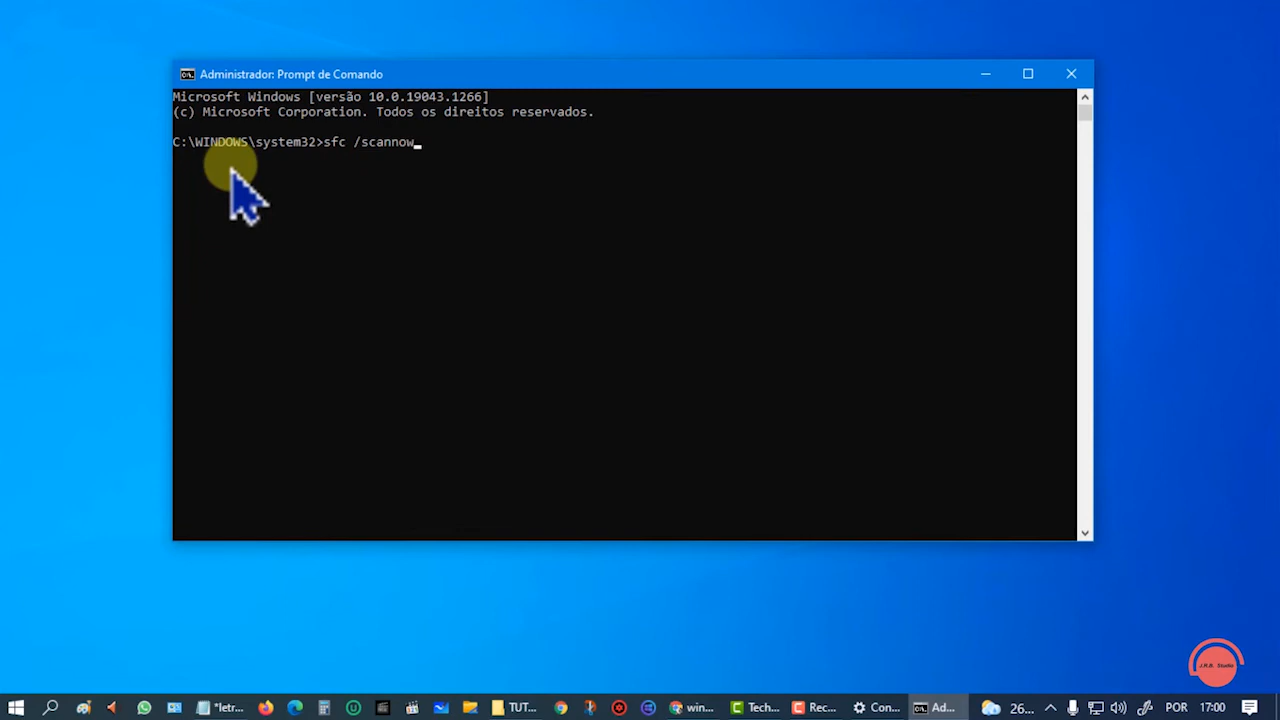 Administrador: Prompt de Comando
Microsoft Windows [versão 10.0.19043.1266]
(c) Microsoft Corporation. Todos os direitos reservados.
C:\WINDOWS\system32>sfc /scannow
J.R.B. Studio
*letr... TUT... win... Tech... Rec... Con... Ad... 26... POR 17:00